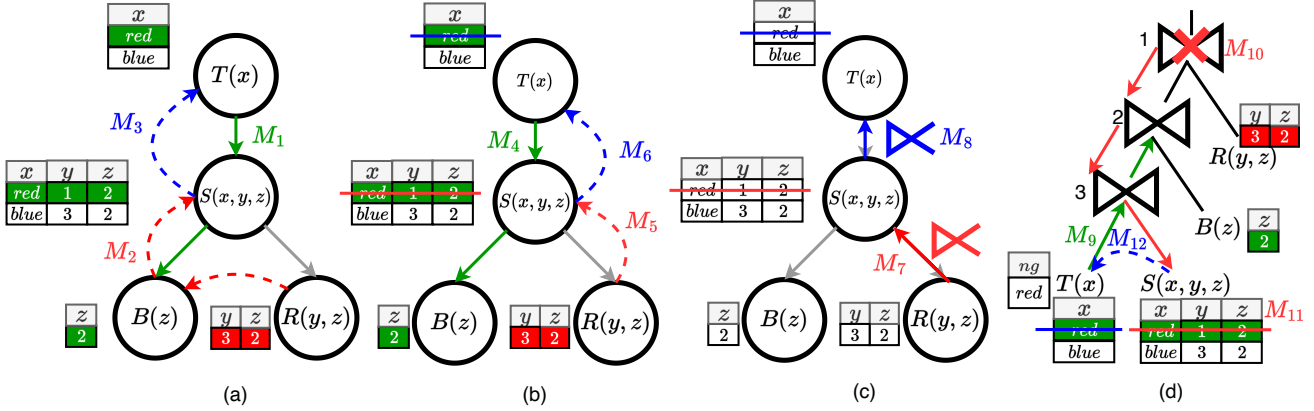 x
red
blue
T(x)
M₃
M₁
x y z
red 1 2
blue 3 2
S(x, y, z)
M₂
B(z)
R(y, z)
z
2
y z
3 2
(a)
x
red
blue
T(x)
M₄
M₆
x y z
red 1 2
blue 3 2
S(x, y, z)
M₅
B(z)
R(y, z)
z
2
y z
3 2
(b)
x
red
blue
T(x)
M₈
x y z
red 1 2
blue 3 2
S(x, y, z)
M₇
B(z)
R(y, z)
z
2
y z
3 2
(c)
1
M₁₀
2
y z
3 2
R(y, z)
3
B(z)
z
2
M₉
M₁₂
ng
red
T(x)
S(x, y, z)
x
red
blue
x y z
red 1 2
blue 3 2
M₁₁
(d)